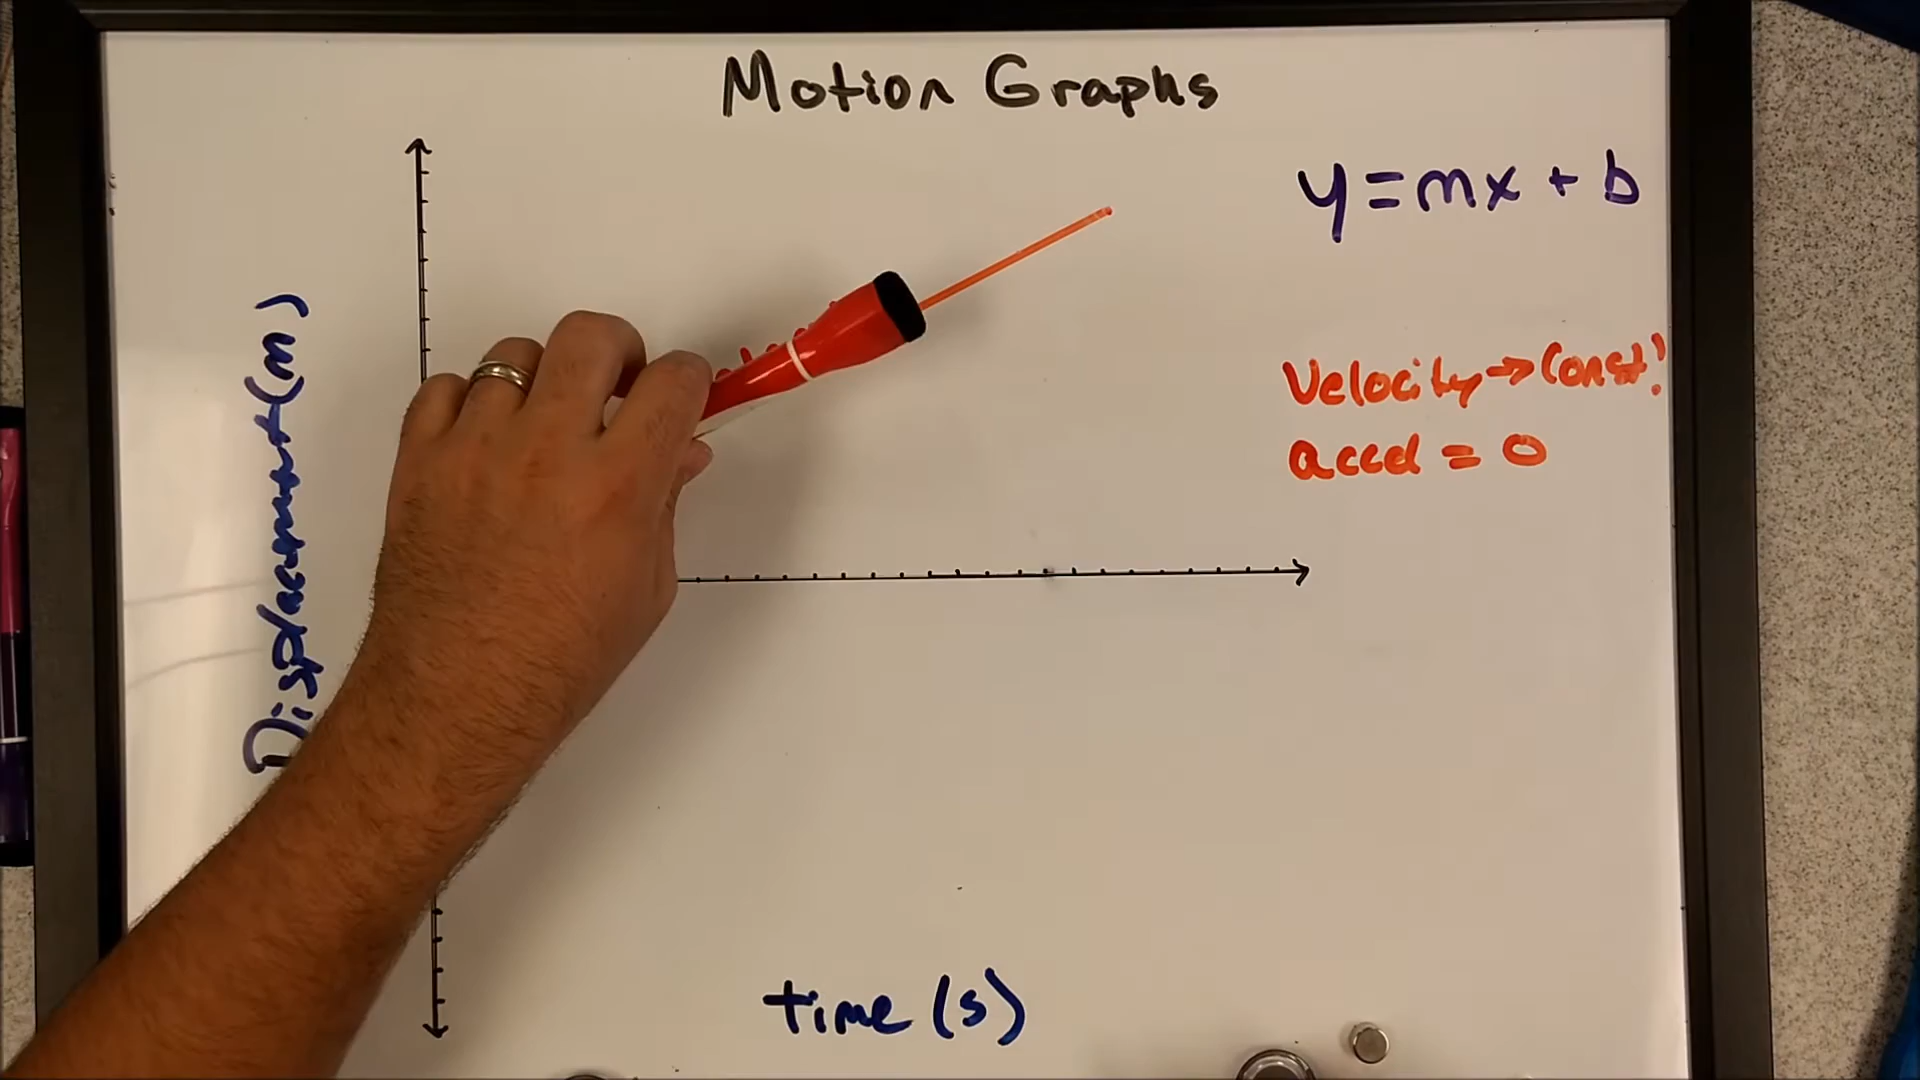 Motion Graphs
y = mx + b
Displacement (m)
Velocity → Const!
accel = 0
time (s)